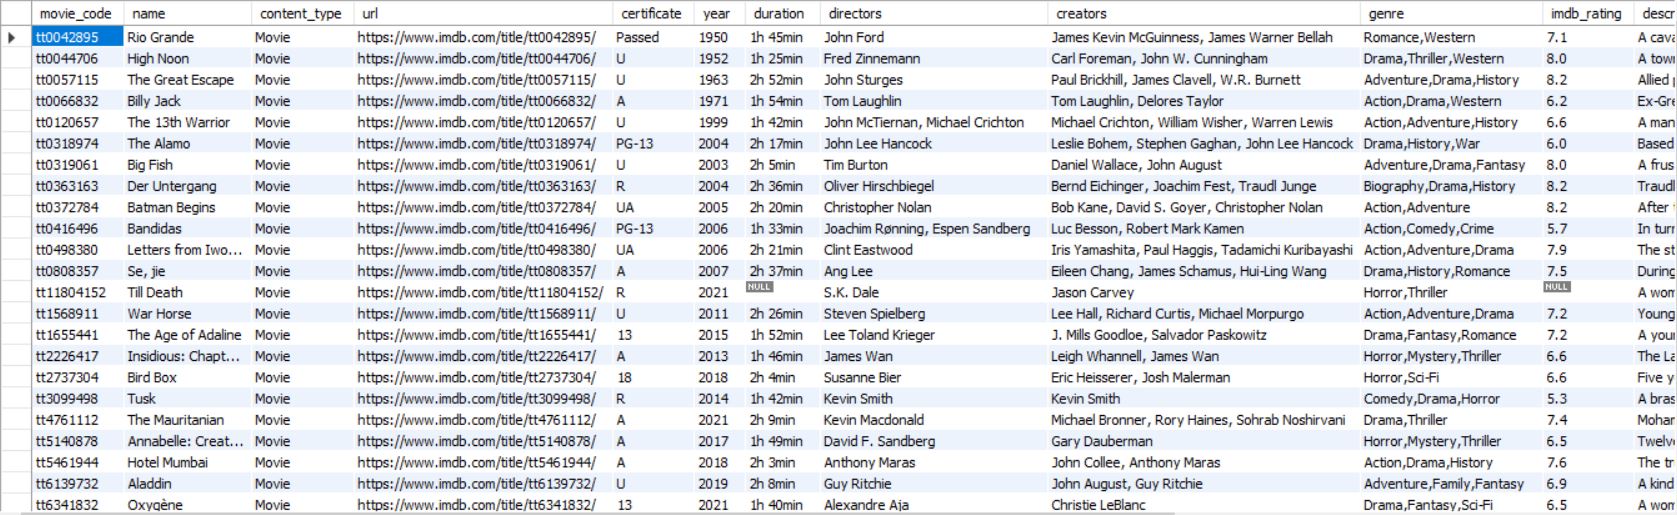 movie_code name content_type url certificate year duration directors creators genre imdb_rating descr
tt0042895 Rio Grande Movie https://www.imdb.com/title/tt0042895/ Passed 1950 1h 45min John Ford James Kevin McGuinness, James Warner Bellah Romance,Western 7.1 A cava
tt0044706 High Noon Movie https://www.imdb.com/title/tt0044706/ U 1952 1h 25min Fred Zinnemann Carl Foreman, John W. Cunningham Drama,Thriller,Western 8.0 A town
tt0057115 The Great Escape Movie https://www.imdb.com/title/tt0057115/ U 1963 2h 52min John Sturges Paul Brickhill, James Clavell, W.R. Burnett Adventure,Drama,History 8.2 Allied
tt0066832 Billy Jack Movie https://www.imdb.com/title/tt0066832/ A 1971 1h 54min Tom Laughlin Tom Laughlin, Delores Taylor Action,Drama,Western 6.2 Ex-Gre
tt0120657 The 13th Warrior Movie https://www.imdb.com/title/tt0120657/ U 1999 1h 42min John McTiernan, Michael Crichton Michael Crichton, William Wisher, Warren Lewis Action,Adventure,History 6.6 A man
tt0318974 The Alamo Movie https://www.imdb.com/title/tt0318974/ PG-13 2004 2h 17min John Lee Hancock Leslie Bohem, Stephen Gaghan, John Lee Hancock Drama,History,War 6.0 Based
tt0319061 Big Fish Movie https://www.imdb.com/title/tt0319061/ U 2003 2h 5min Tim Burton Daniel Wallace, John August Adventure,Drama,Fantasy 8.0 A frus
tt0363163 Der Untergang Movie https://www.imdb.com/title/tt0363163/ R 2004 2h 36min Oliver Hirschbiegel Bernd Eichinger, Joachim Fest, Traudl Junge Biography,Drama,History 8.2 Traudl
tt0372784 Batman Begins Movie https://www.imdb.com/title/tt0372784/ UA 2005 2h 20min Christopher Nolan Bob Kane, David S. Goyer, Christopher Nolan Action,Adventure 8.2 After
tt0416496 Bandidas Movie https://www.imdb.com/title/tt0416496/ PG-13 2006 1h 33min Joachim Rønning, Espen Sandberg Luc Besson, Robert Mark Kamen Action,Comedy,Crime 5.7 In turn
tt0498380 Letters from Iwo... Movie https://www.imdb.com/title/tt0498380/ UA 2006 2h 21min Clint Eastwood Iris Yamashita, Paul Haggis, Tadamichi Kuribayashi Action,Adventure,Drama 7.9 The st
tt0808357 Se, jie Movie https://www.imdb.com/title/tt0808357/ A 2007 2h 37min Ang Lee Eileen Chang, James Schamus, Hui-Ling Wang Drama,History,Romance 7.5 During
tt11804152 Till Death Movie https://www.imdb.com/title/tt11804152/ R 2021 NULL S.K. Dale Jason Carvey Horror,Thriller NULL A won
tt1568911 War Horse Movie https://www.imdb.com/title/tt1568911/ U 2011 2h 26min Steven Spielberg Lee Hall, Richard Curtis, Michael Morpurgo Action,Adventure,Drama 7.2 Young
tt1655441 The Age of Adaline Movie https://www.imdb.com/title/tt1655441/ 13 2015 1h 52min Lee Toland Krieger J. Mills Goodloe, Salvador Paskowitz Drama,Fantasy,Romance 7.2 A your
tt2226417 Insidious: Chapt... Movie https://www.imdb.com/title/tt2226417/ A 2013 1h 46min James Wan Leigh Whannell, James Wan Horror,Mystery,Thriller 6.6 The La
tt2737304 Bird Box Movie https://www.imdb.com/title/tt2737304/ 18 2018 2h 4min Susanne Bier Eric Heisserer, Josh Malerman Horror,Sci-Fi 6.6 Five y
tt3099498 Tusk Movie https://www.imdb.com/title/tt3099498/ R 2014 1h 42min Kevin Smith Kevin Smith Comedy,Drama,Horror 5.3 A bras
tt4761112 The Mauritanian Movie https://www.imdb.com/title/tt4761112/ A 2021 2h 9min Kevin Macdonald Michael Bronner, Rory Haines, Sohrab Noshirvani Drama,Thriller 7.4 Mohar
tt5140878 Annabelle: Creat... Movie https://www.imdb.com/title/tt5140878/ A 2017 1h 49min David F. Sandberg Gary Dauberman Horror,Mystery,Thriller 6.5 Twelv
tt5461944 Hotel Mumbai Movie https://www.imdb.com/title/tt5461944/ A 2018 2h 3min Anthony Maras John Collee, Anthony Maras Action,Drama,History 7.6 The tr
tt6139732 Aladdin Movie https://www.imdb.com/title/tt6139732/ U 2019 2h 8min Guy Ritchie John August, Guy Ritchie Adventure,Family,Fantasy 6.9 A kind
tt6341832 Oxygène Movie https://www.imdb.com/title/tt6341832/ 13 2021 1h 40min Alexandre Aja Christie LeBlanc Drama,Fantasy,Sci-Fi 6.5 A won